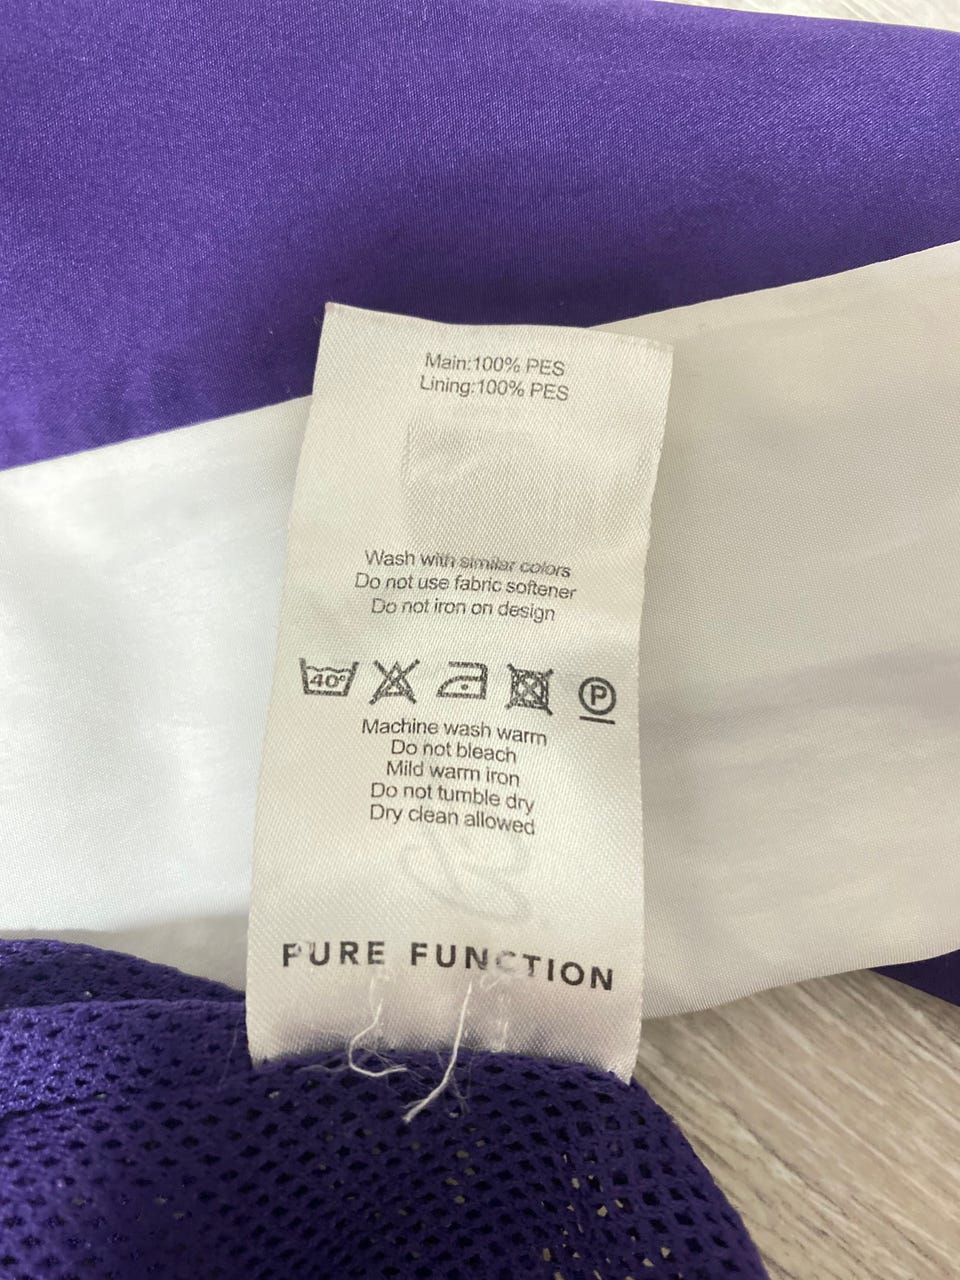 Main:100% PES
Lining:100% PES
Wash with similar colors
Do not use fabric softener
Do not iron on design
40° P
Machine wash warm
Do not bleach
Mild warm iron
Do not tumble dry
Dry clean allowed
PURE FUNCTION